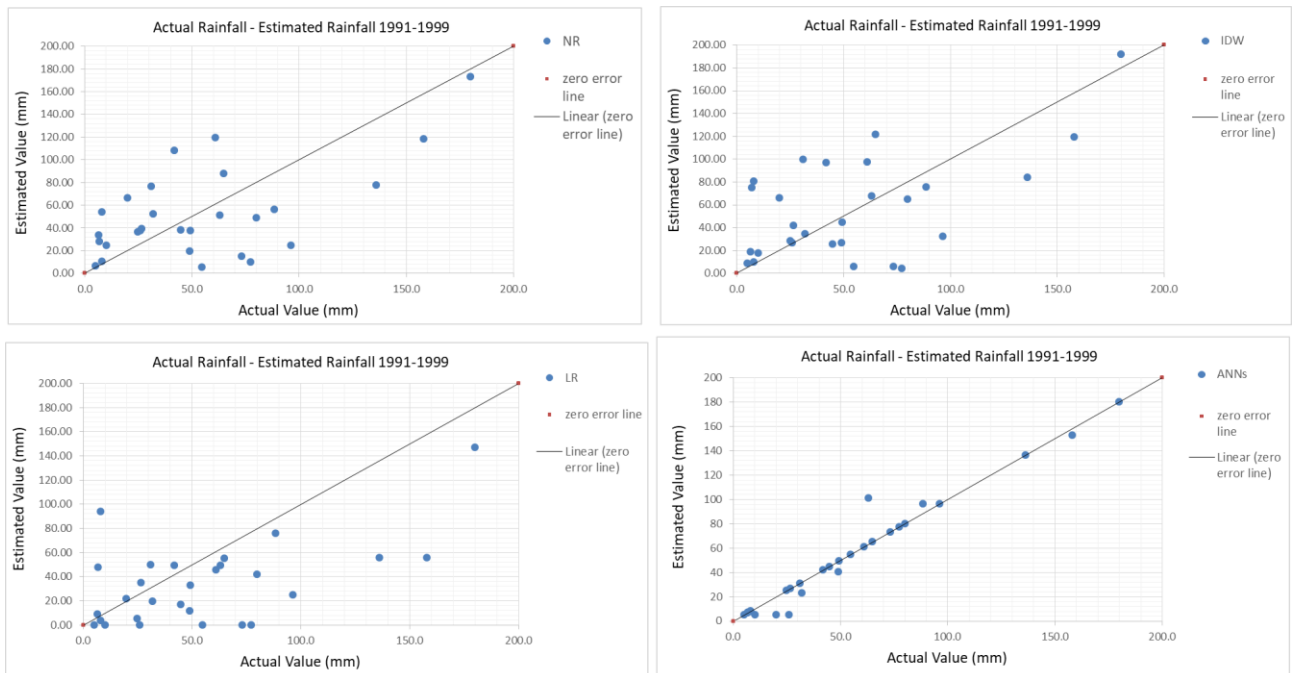 Actual Rainfall - Estimated Rainfall 1991-1999
200.00
180.00
160.00
140.00
120.00
100.00
80.00
60.00
40.00
20.00
0.00
0.0 50.0 100.0 150.0 200.0
Estimated Value (mm)
Actual Value (mm)
NR
zero error
line
Linear (zero
error line)
Actual Rainfall - Estimated Rainfall 1991-1999
200.00
180.00
160.00
140.00
120.00
100.00
80.00
60.00
40.00
20.00
0.00
0.0 50.0 100.0 150.0 200.0
Estimated Value (mm)
Actual Value (mm)
IDW
zero error
line
Linear (zero
error line)
Actual Rainfall - Estimated Rainfall 1991-1999
200.00
180.00
160.00
140.00
120.00
100.00
80.00
60.00
40.00
20.00
0.00
0.0 50.0 100.0 150.0 200.0
Estimated Value (mm)
Actual Value (mm)
LR
zero error line
Linear (zero
error line)
Actual Rainfall - Estimated Rainfall 1991-1999
200
180
160
140
120
100
80
60
40
20
0
0.0 50.0 100.0 150.0 200.0
Estimated Value (mm)
Actual Value (mm)
ANNs
zero error
line
Linear (zero
error line)